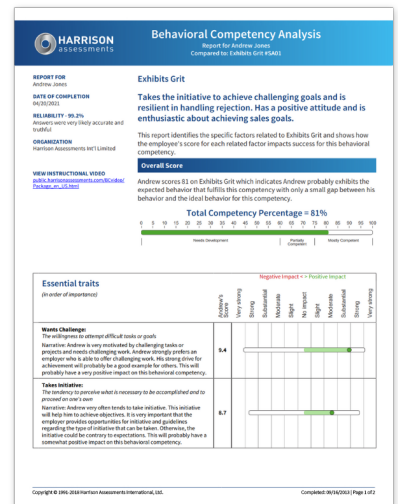 HARRISON
assessments
Behavioral Competency Analysis
Report for Andrew Jones
Compared to: Exhibits Grit #SA01
REPORT FOR
Andrew Jones
DATE OF COMPLETION
04/20/2021
RELIABILITY - 99.2%
Answers were very likely accurate and
truthful
ORGANIZATION
Harrison Assessments Int'l Limited
VIEW INSTRUCTIONAL VIDEO
public.harrisonassessments.com/BCvideo/
Package_en_US.html
Exhibits Grit
Takes the initiative to achieve challenging goals and is
resilient in handling rejection. Has a positive attitude and is
enthusiastic about achieving sales goals.
This report identifies the specific factors related to Exhibits Grit and shows how
the employee's score for each related factor impacts success for this behavioral
competency.
Overall Score
Andrew scores 81 on Exhibits Grit which indicates Andrew probably exhibits the
expected behavior that fulfills this competency with only a small gap between his
behavior and the ideal behavior for this competency.
Total Competency Percentage = 81%
0 5 10 15 20 25 30 35 40 45 50 55 60 65 70 75 80 85 90 95 100
Needs Development
Partially
Competent
Mostly Competent
Essential traits
(in order of importance)
Negative Impact < > Positive Impact
Andrew's
Score
Very strong
Strong
Substantial
Moderate
Slight
No impact
Slight
Moderate
Substantial
Strong
Very strong
Wants Challenge:
The willingness to attempt difficult tasks or goals
Narrative: Andrew is very motivated by challenging tasks or
projects and needs challenging work. Andrew strongly prefers an
employer who is able to offer challenging work. His strong drive for
achievement will probably be a good example for others. This will
probably have a very positive impact on this behavioral competency.
9.4
Takes Initiative:
The tendency to perceive what is necessary to be accomplished and to
proceed on one's own
Narrative: Andrew very often tends to take initiative. This initiative
will help him to achieve objectives. It is very important that the
employer provides opportunities for initiative and guidelines
regarding the type of initiative that can be taken. Otherwise, the
initiative could be contrary to expectations. This will probably have a
somewhat positive impact on this behavioral competency.
8.7
Copyright © 1991-2018 Harrison Assessments International, Ltd.
Completed: 09/16/2013 | Page 1 of 2